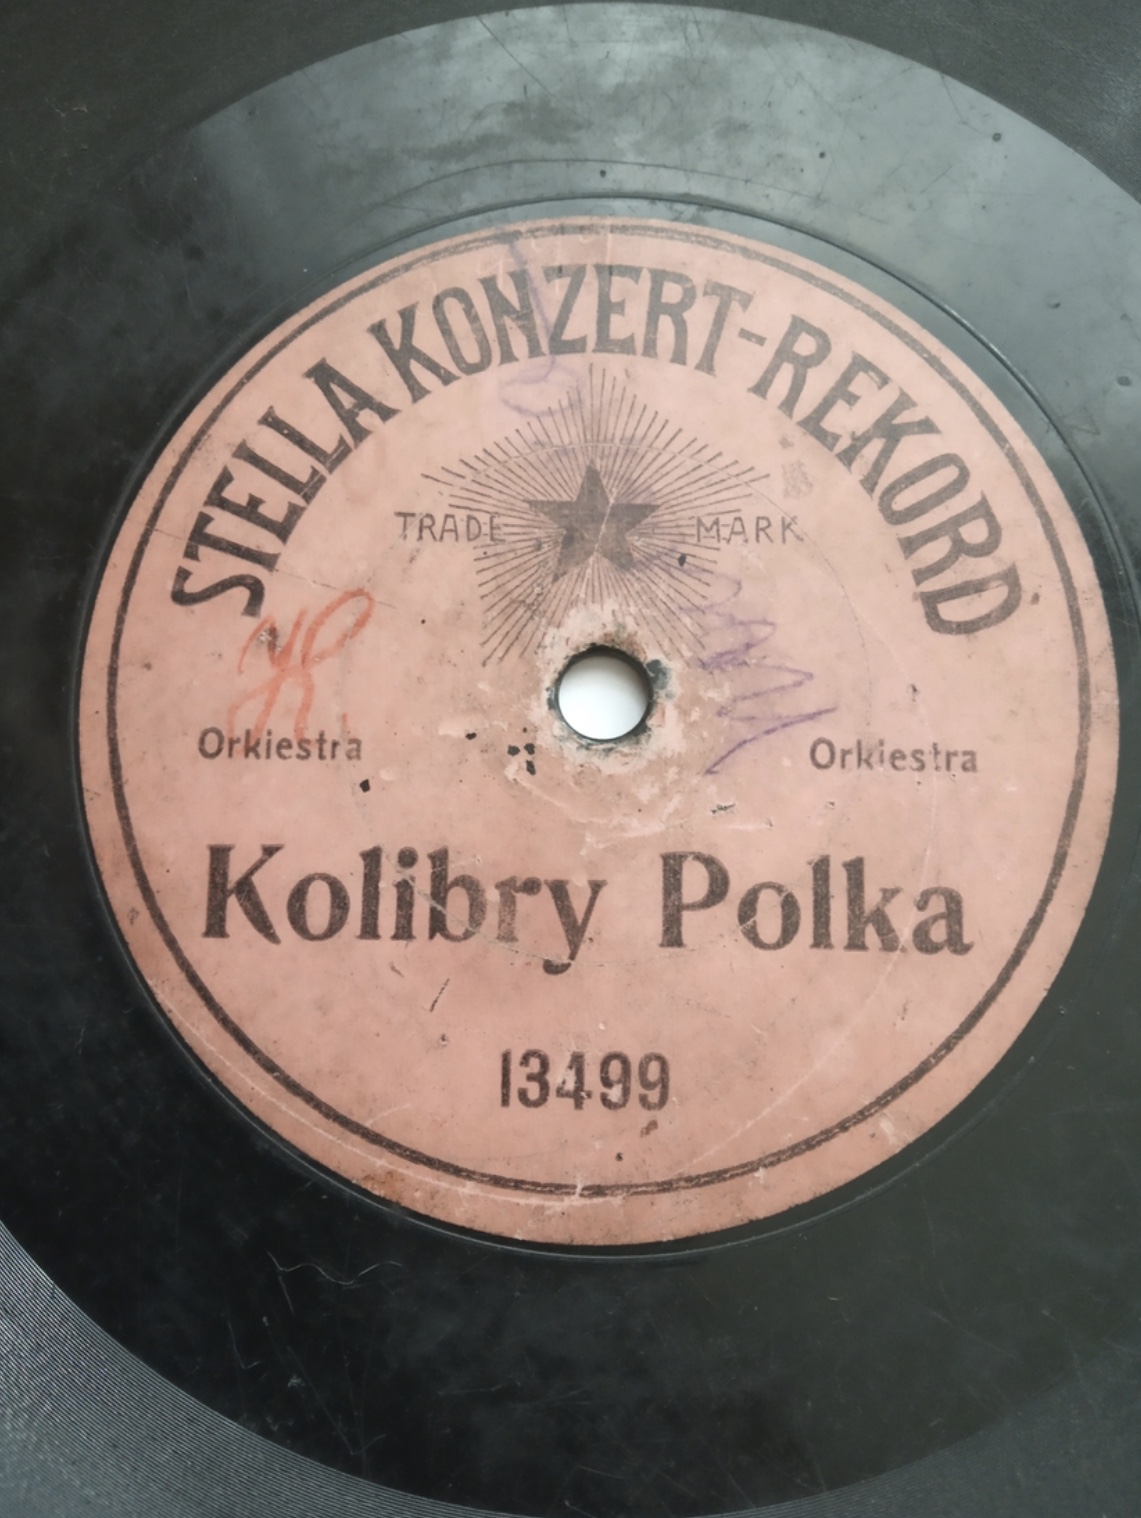 STELLA KONZERT-REKORD
TRADE MARK
Orkiestra Orkiestra
Kolibry Polka
13499